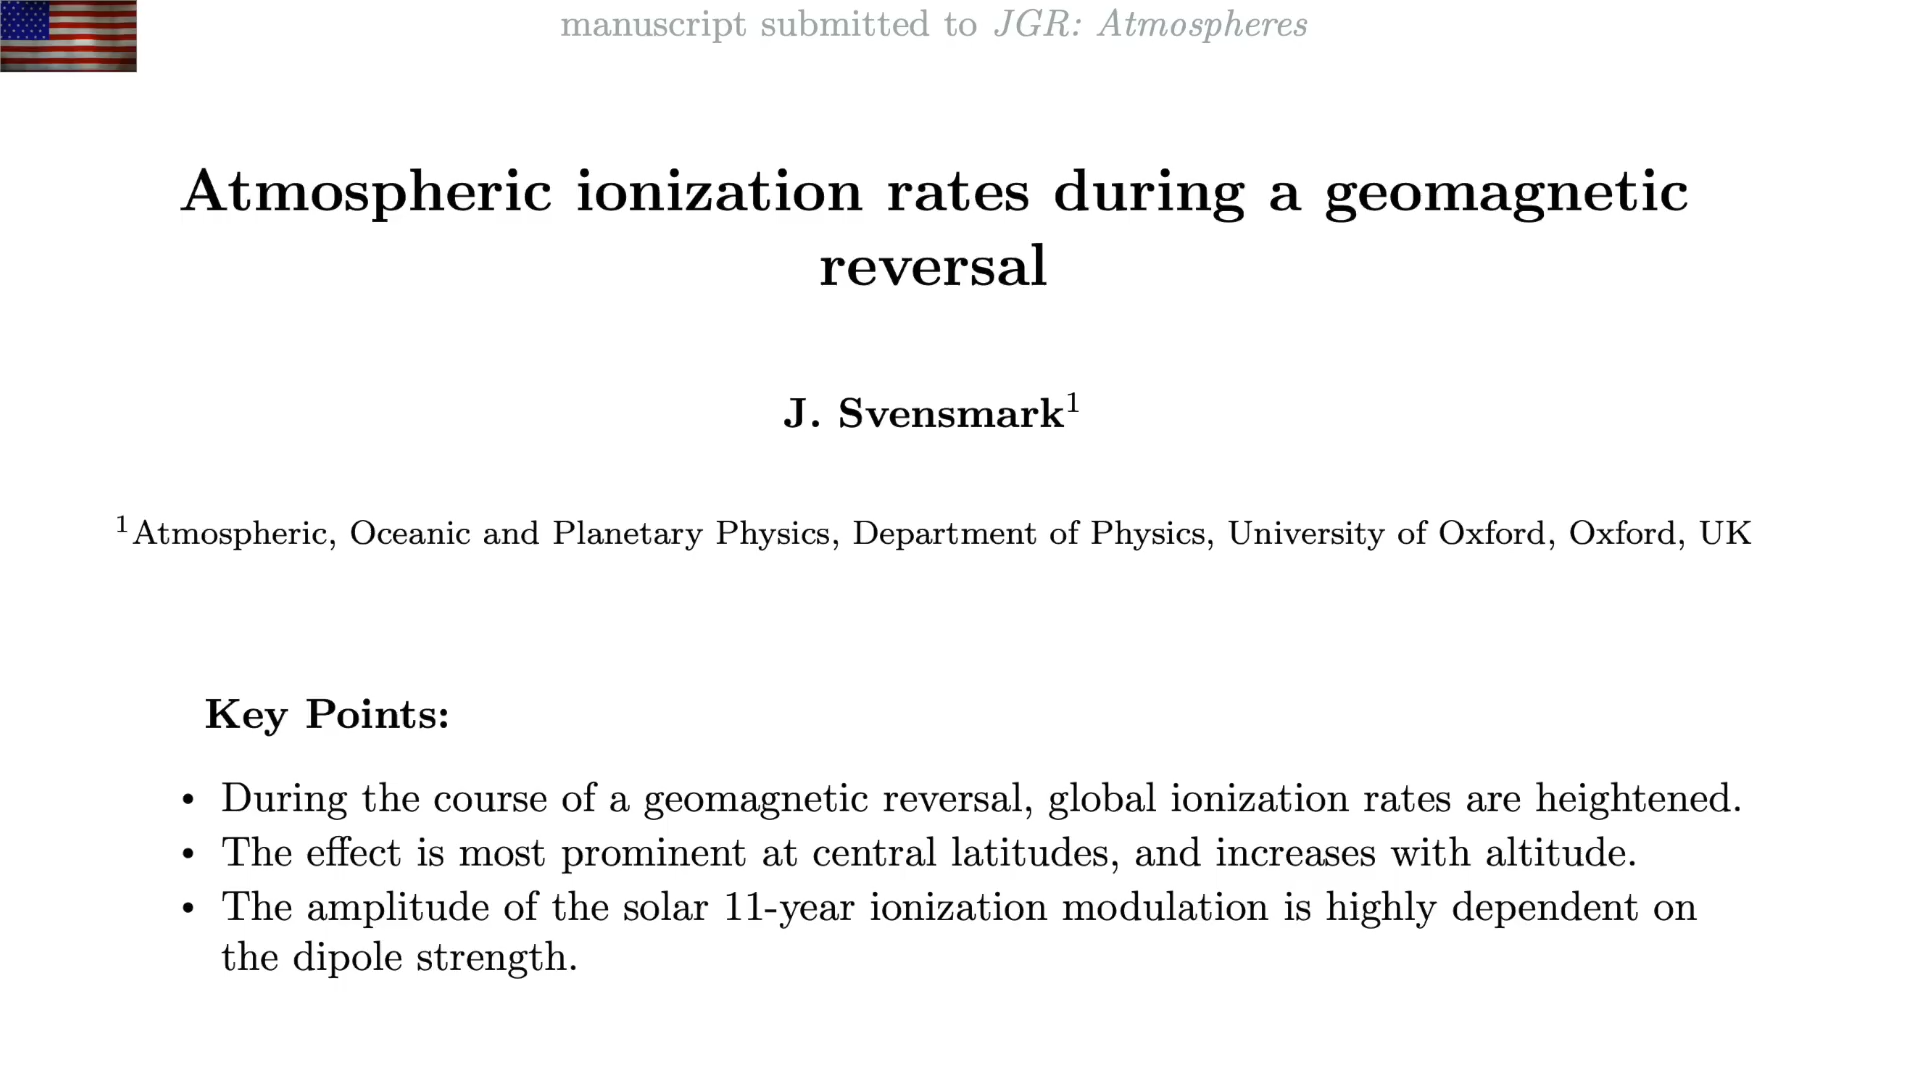 manuscript submitted to JGR: Atmospheres
Atmospheric ionization rates during a geomagnetic
reversal
J. Svensmark¹
¹Atmospheric, Oceanic and Planetary Physics, Department of Physics, University of Oxford, Oxford, UK
Key Points:
• During the course of a geomagnetic reversal, global ionization rates are heightened.
• The effect is most prominent at central latitudes, and increases with altitude.
• The amplitude of the solar 11-year ionization modulation is highly dependent on
the dipole strength.